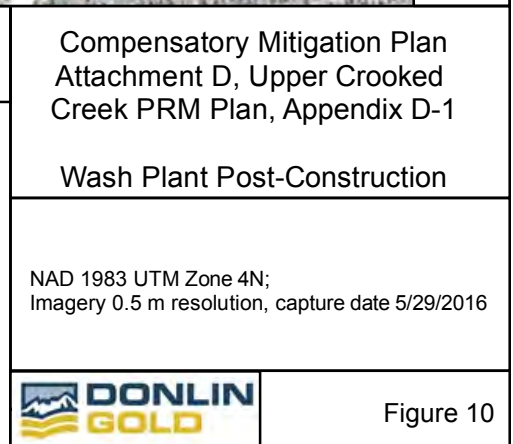 Compensatory Mitigation Plan
Attachment D, Upper Crooked
Creek PRM Plan, Appendix D-1
Wash Plant Post-Construction
NAD 1983 UTM Zone 4N;
Imagery 0.5 m resolution, capture date 5/29/2016
DONLIN
GOLD
Figure 10